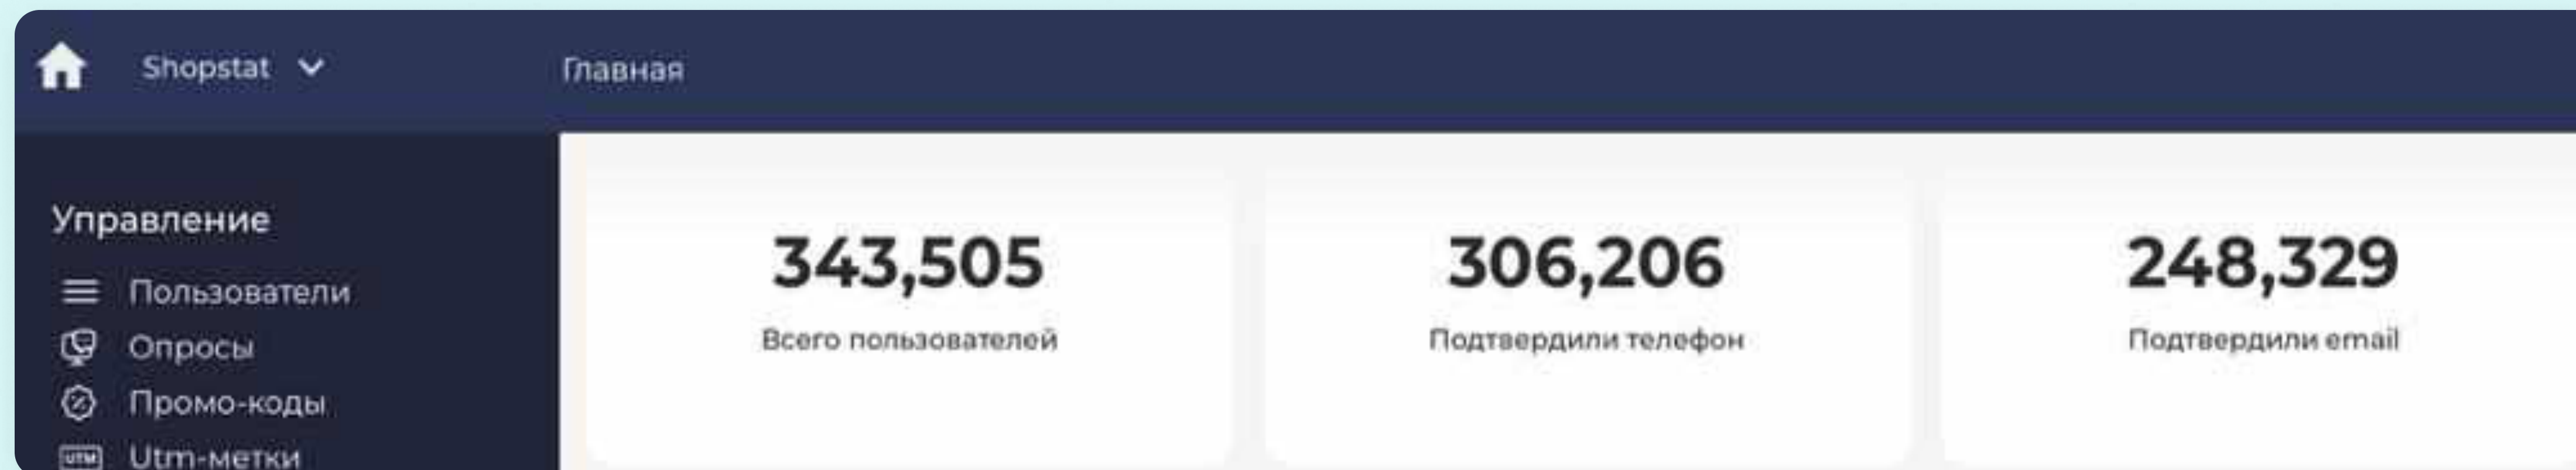 Shopstat
Главная
Управление
Пользователи
Опросы
Промо-коды
UTM Utm-метки
343,505
Всего пользователей
306,206
Подтвердили телефон
248,329
Подтвердили email